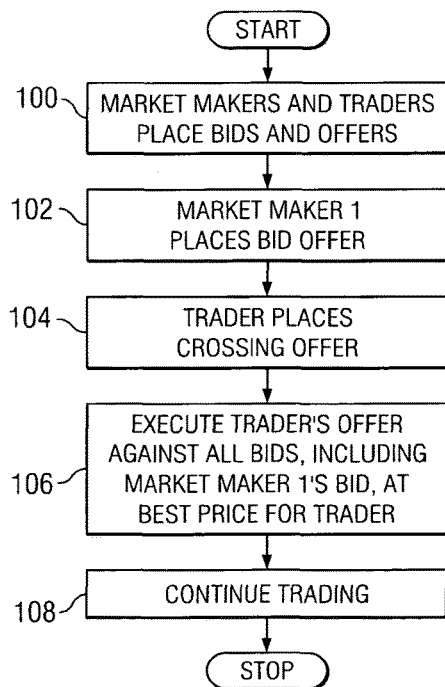 START
100
MARKET MAKERS AND TRADERS
PLACE BIDS AND OFFERS
102
MARKET MAKER 1
PLACES BID OFFER
104
TRADER PLACES
CROSSING OFFER
106
EXECUTE TRADER'S OFFER
AGAINST ALL BIDS, INCLUDING
MARKET MAKER 1'S BID, AT
BEST PRICE FOR TRADER
108
CONTINUE TRADING
STOP